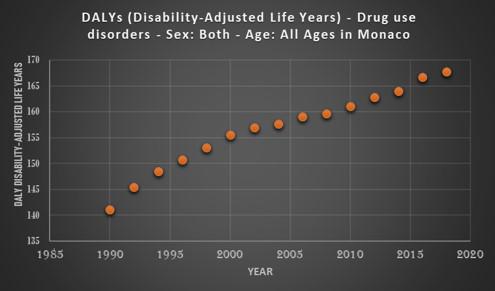 DALYs (Disability-Adjusted Life Years) - Drug use
disorders - Sex: Both - Age: All Ages in Monaco
DALY DISABILITY-ADJUSTED LIFE YEARS
170
165
160
155
150
145
140
135
1985 1990 1995 2000 2005 2010 2015 2020
YEAR